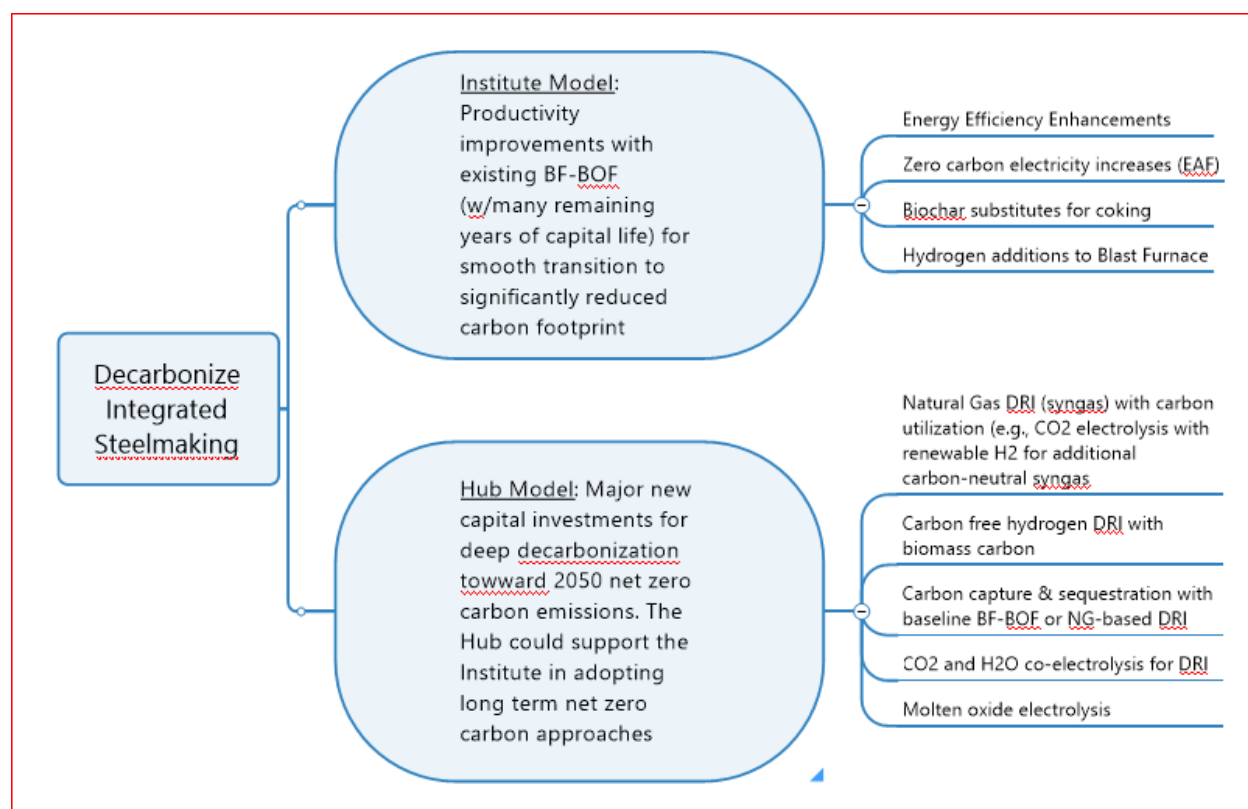 Decarbonize
Integrated
Steelmaking
Institute Model:
Productivity
improvements with
existing BF-BOF
(w/many remaining
years of capital life) for
smooth transition to
significantly reduced
carbon footprint
Energy Efficiency Enhancements
Zero carbon electricity increases (EAF)
Biochar substitutes for coking
Hydrogen additions to Blast Furnace
Hub Model: Major new
capital investments for
deep decarbonization
towward 2050 net zero
carbon emissions. The
Hub could support the
Institute in adopting
long term net zero
carbon approaches
Natural Gas DRI (syngas) with carbon
utilization (e.g., CO2 electrolysis with
renewable H2 for additional
carbon-neutral syngas
Carbon free hydrogen DRI with
biomass carbon
Carbon capture & sequestration with
baseline BF-BOF or NG-based DRI
CO2 and H2O co-electrolysis for DRI
Molten oxide electrolysis